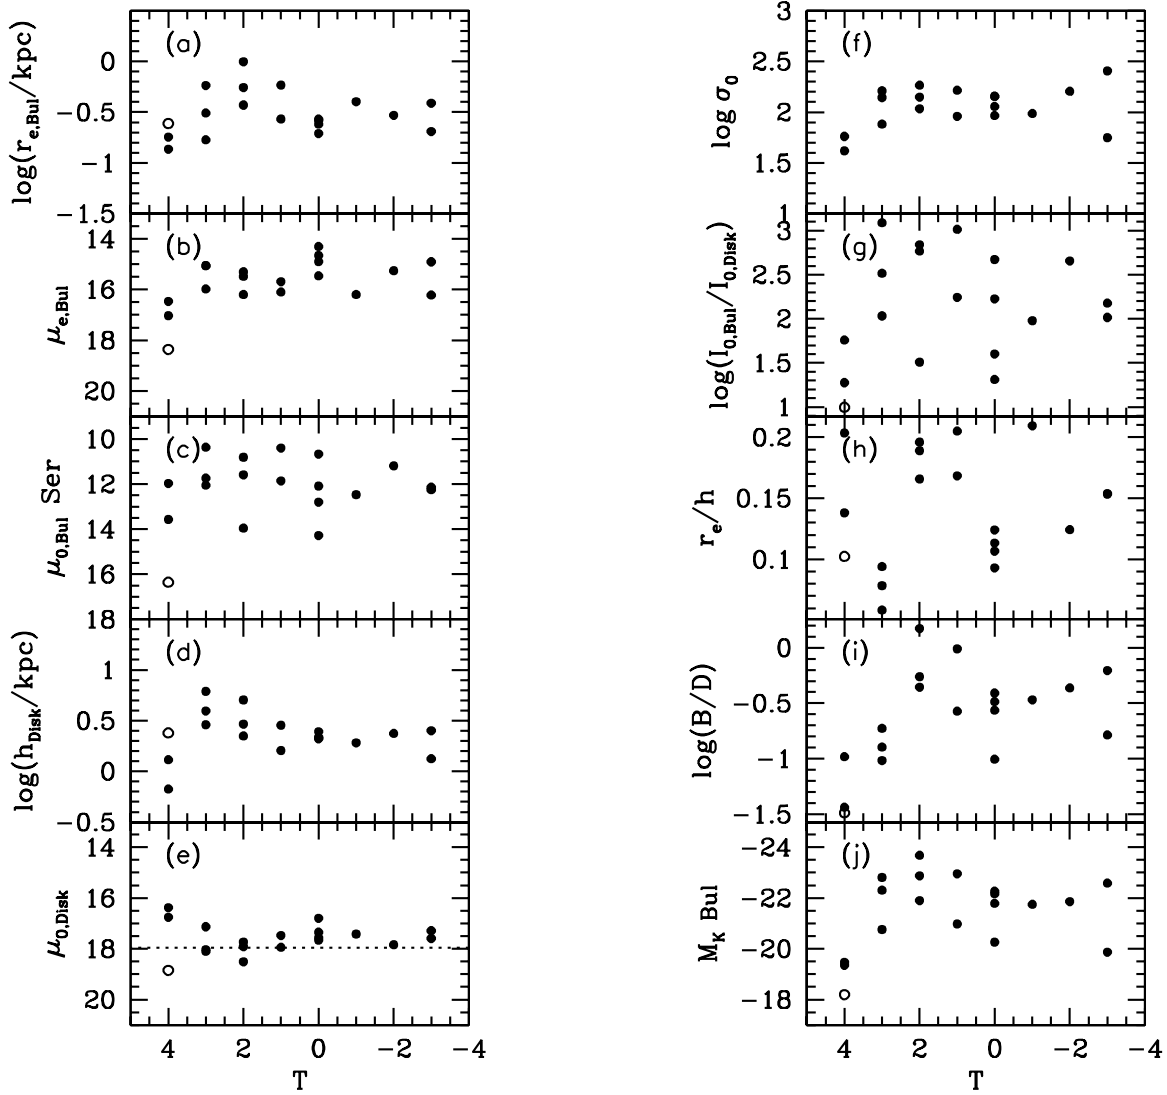 (a)
log(r_e,Bul/kpc)
0
−0.5
−1
−1.5
(b)
μ_e,Bul
14
16
18
20
(c)
μ_0,Bul Ser
10
12
14
16
18
(d)
log(h_Disk/kpc)
1
0.5
0
−0.5
(e)
μ_0,Disk
14
16
18
20
4 2 0 −2 −4
T
(f)
log σ_0
3
2.5
2
1.5
1
(g)
log(I_0,Bul/I_0,Disk)
3
2.5
2
1.5
1
(h)
r_e/h
0.2
0.15
0.1
(i)
log(B/D)
0
−0.5
−1
−1.5
(j)
M_K Bul
−24
−22
−20
−18
4 2 0 −2 −4
T